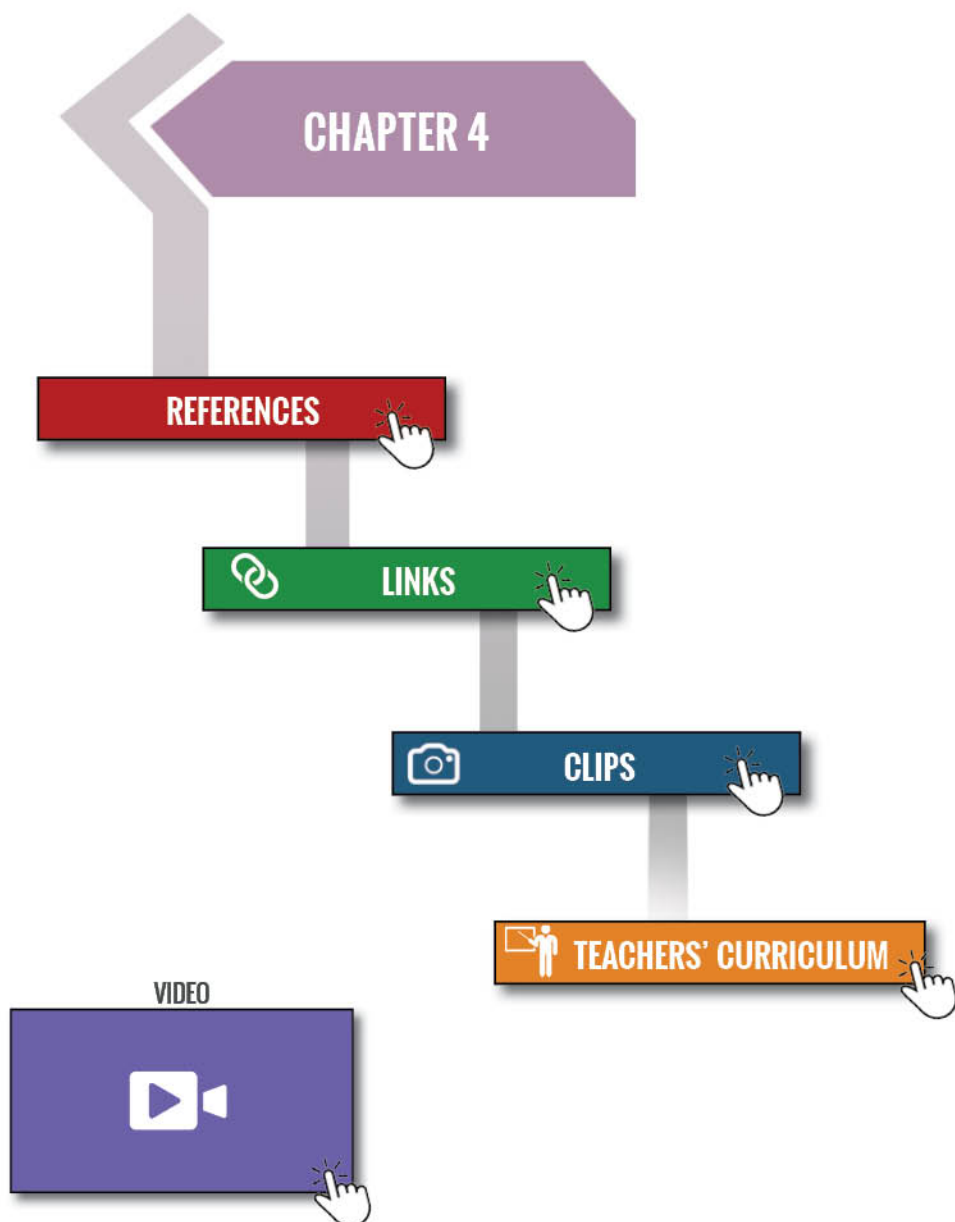 CHAPTER 4
REFERENCES
LINKS
CLIPS
TEACHERS' CURRICULUM
VIDEO